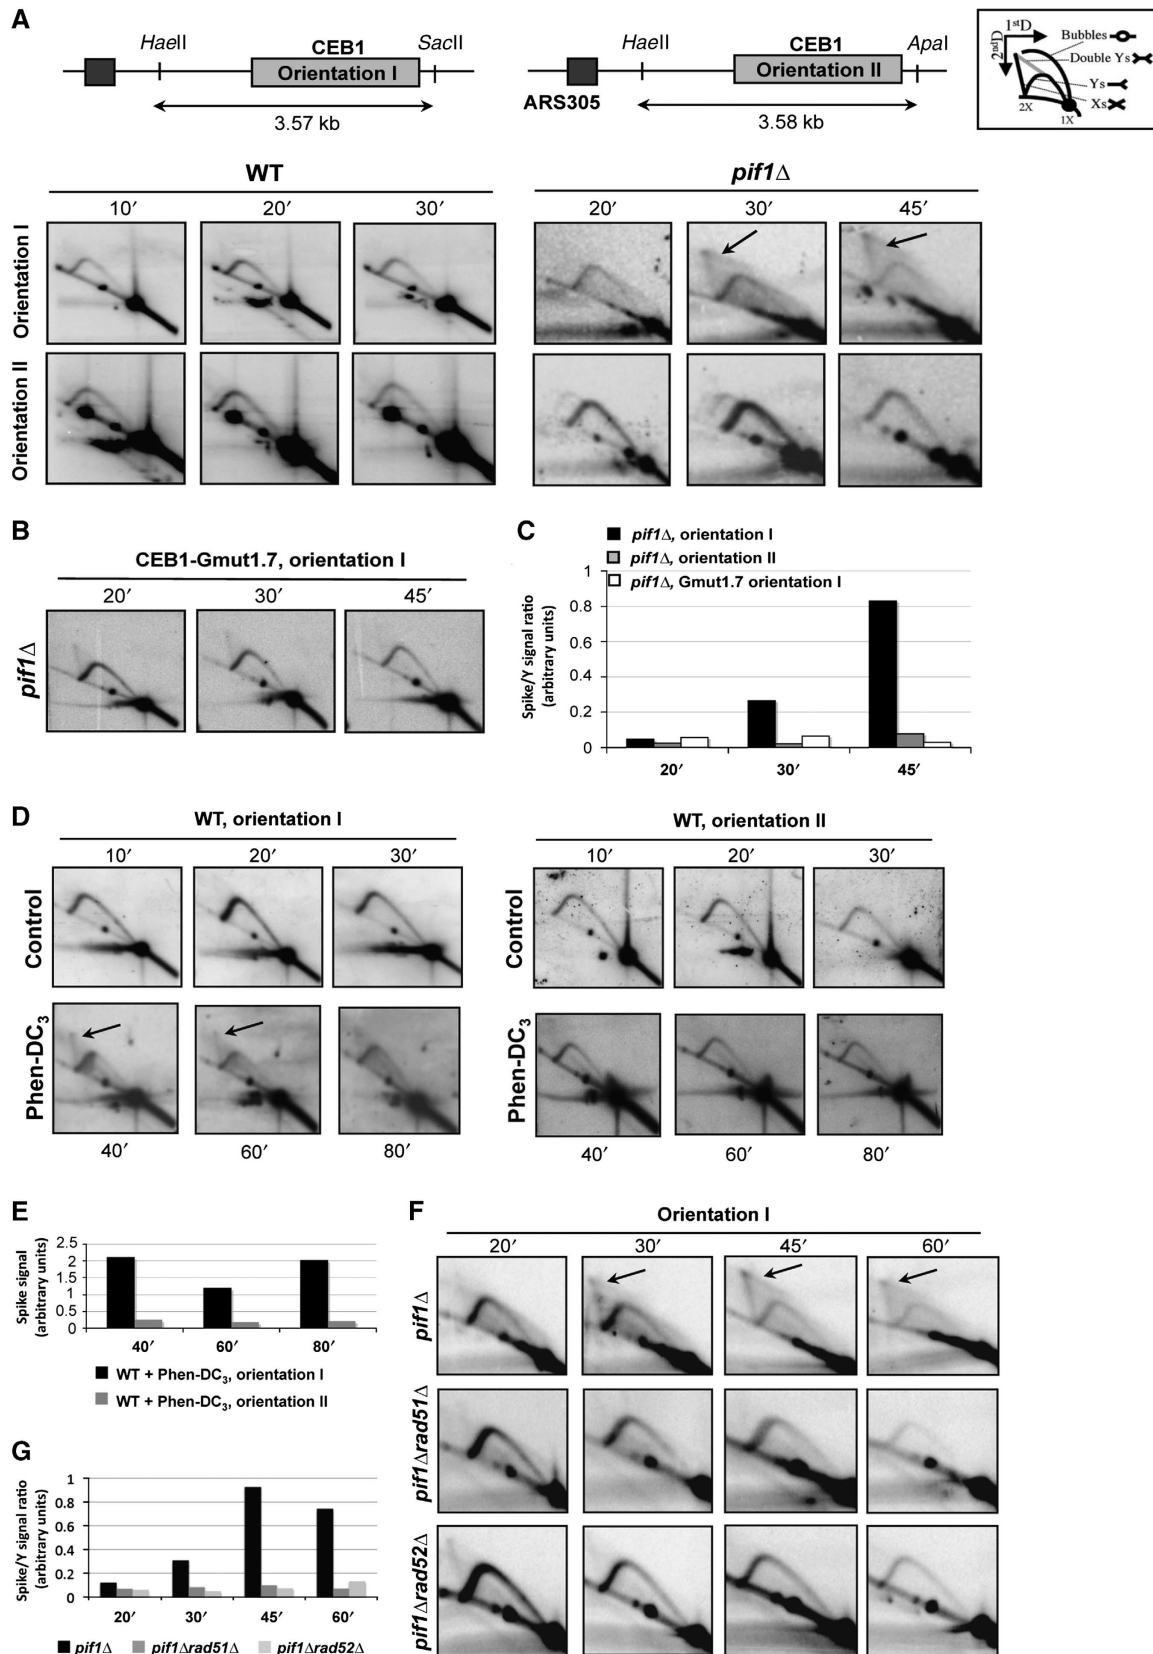 A
HaeII
CEB1
SacII
Orientation I
3.57 kb
HaeII
CEB1
ApaI
Orientation II
ARS305
3.58 kb
1stD
2ndD
Bubbles
Double Ys
Ys
Xs
2X
1X
WT
10′ 20′ 30′
pif1Δ
20′ 30′ 45′
Orientation I
Orientation II
B
CEB1-Gmut1.7, orientation I
20′ 30′ 45′
pif1Δ
C
pif1Δ, orientation I
pif1Δ, orientation II
pif1Δ, Gmut1.7 orientation I
Spike/Y signal ratio
(arbitrary units)
1
0.8
0.6
0.4
0.2
0
20′ 30′ 45′
D
WT, orientation I
10′ 20′ 30′
Control
Phen-DC3
40′ 60′ 80′
WT, orientation II
10′ 20′ 30′
Control
Phen-DC3
40′ 60′ 80′
E
Spike signal
(arbitrary units)
2.5
2
1.5
1
0.5
0
40′ 60′ 80′
WT + Phen-DC3, orientation I
WT + Phen-DC3, orientation II
F
Orientation I
20′ 30′ 45′ 60′
pif1Δ
pif1Δrad51Δ
pif1Δrad52Δ
G
Spike/Y signal ratio
(arbitrary units)
1
0.8
0.6
0.4
0.2
0
20′ 30′ 45′ 60′
pif1Δ pif1Δrad51Δ pif1Δrad52Δ